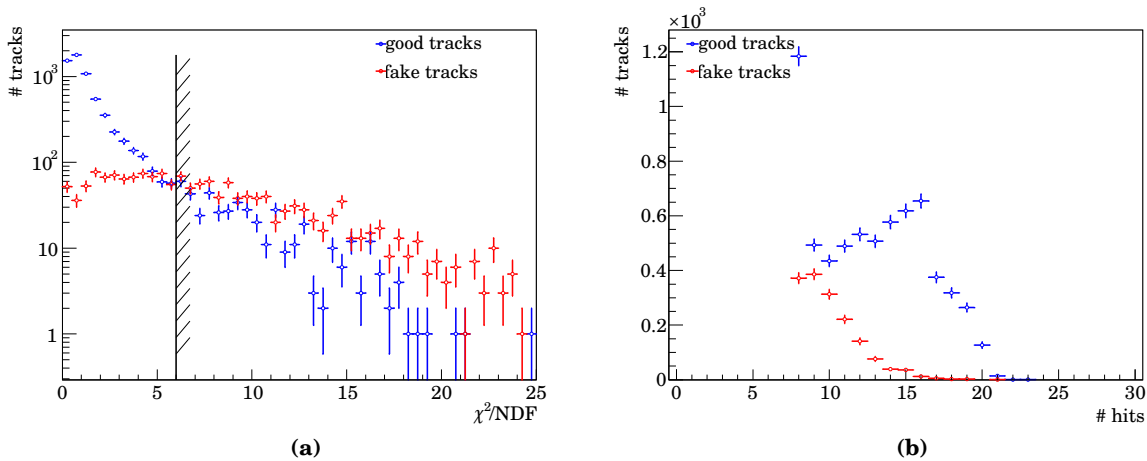 # tracks
10³
10²
10
1
good tracks
fake tracks
0 5 10 15 20 25
χ²/NDF
(a)
×10³
# tracks
1.2
1
0.8
0.6
0.4
0.2
0
good tracks
fake tracks
0 5 10 15 20 25 30
# hits
(b)